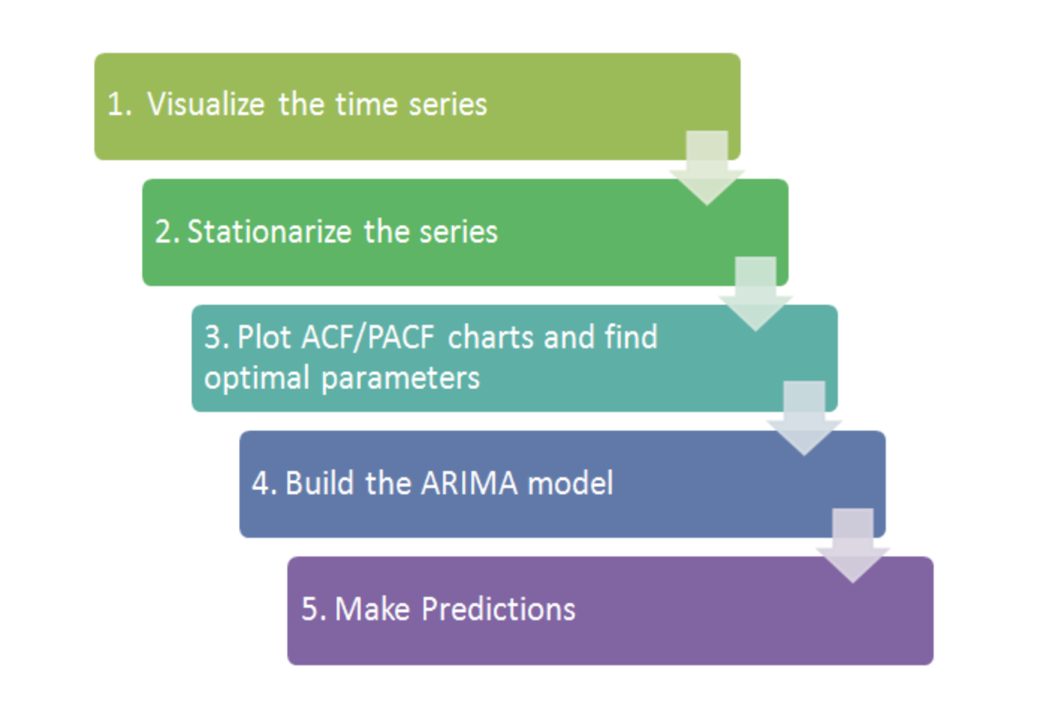 1. Visualize the time series
2. Stationarize the series
3. Plot ACF/PACF charts and find
optimal parameters
4. Build the ARIMA model
5. Make Predictions